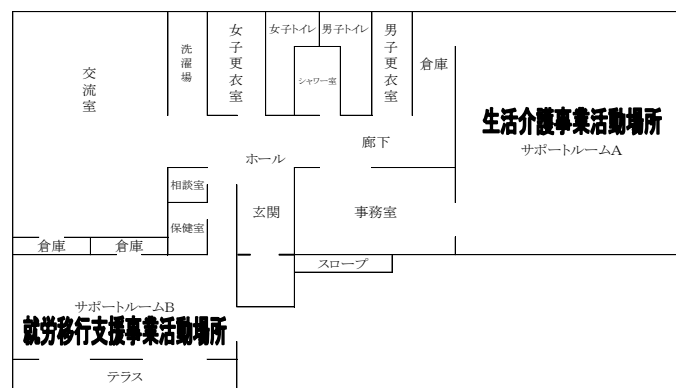 交流室
洗濯場
女子更衣室
女子トイレ
男子トイレ
シャワー室
男子更衣室
倉庫
生活介護事業活動場所
サポートルームA
廊下
ホール
相談室
保健室
玄関
事務室
倉庫
倉庫
スロープ
サポートルームB
就労移行支援事業活動場所
テラス